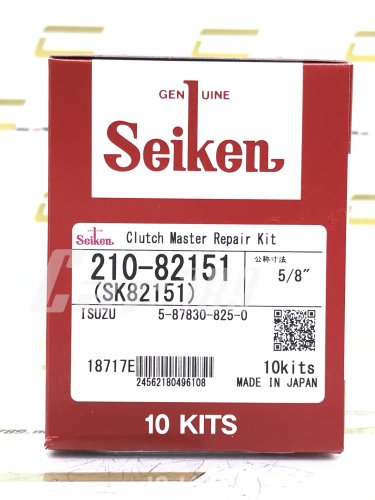 GENUINE
Seiken
Seiken Clutch Master Repair Kit
210-82151
(SK82151)
公称寸法
5/8"
ISUZU 5-87830-825-0
18717E
24562180496108
10kits
MADE IN JAPAN
10 KITS